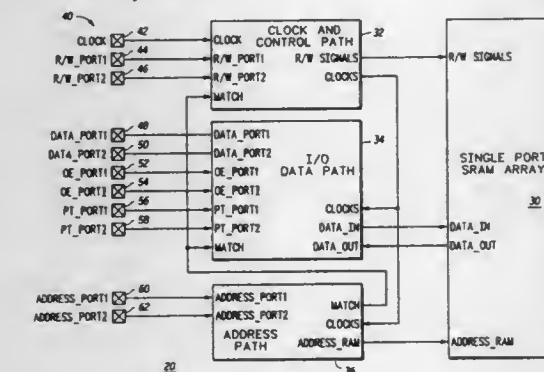 40
CLOCK 42
R/W_PORT1 44
R/W_PORT2 46
CLOCK
R/W_PORT1
R/W_PORT2
MATCH
CLOCK AND
CONTROL PATH
R/W SIGNALS
CLOCKS
32
DATA_PORT1 48
DATA_PORT2 50
OE_PORT1 52
OE_PORT2 54
PT_PORT1 56
PT_PORT2 58
DATA_PORT1
DATA_PORT2
OE_PORT1
OE_PORT2
PT_PORT1
PT_PORT2
MATCH
I/O
DATA PATH
CLOCKS
DATA_IN
DATA_OUT
34
ADDRESS_PORT1 60
ADDRESS_PORT2 62
ADDRESS_PORT1
ADDRESS_PORT2
ADDRESS
PATH
MATCH
CLOCKS
ADDRESS_RAM
36
R/W SIGNALS
SINGLE PORT
SRAM ARRAY
30
DATA_IN
DATA_OUT
ADDRESS_RAM
20